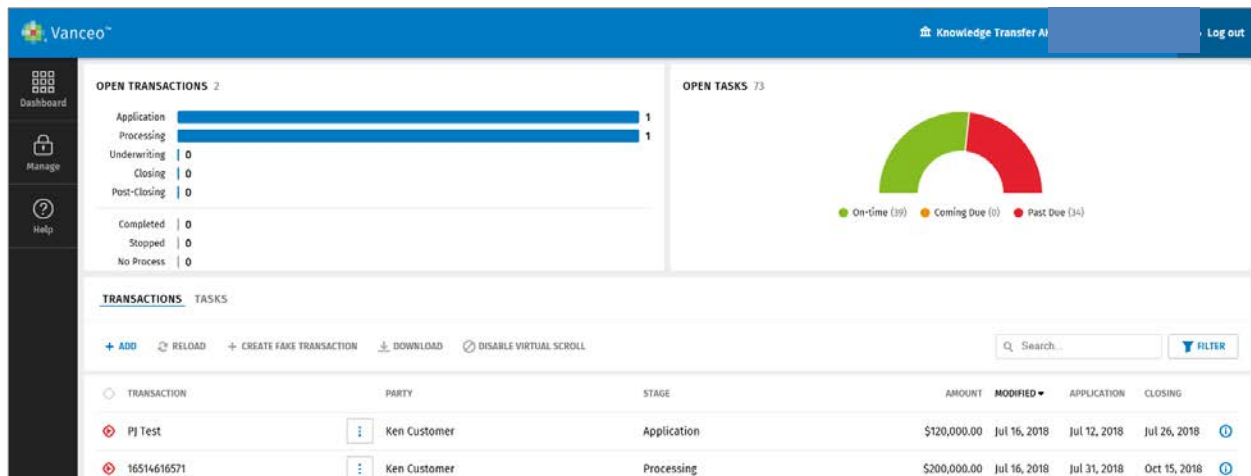 Vanceo™
Knowledge Transfer
Log out
Dashboard
Manage
Help
OPEN TRANSACTIONS 2
Application 1
Processing 1
Underwriting 0
Closing 0
Post-Closing 0
Completed 0
Stopped 0
No Process 0
OPEN TASKS 73
On-time (39) Coming Due (0) Past Due (34)
TRANSACTIONS TASKS
+ ADD RELOAD + CREATE FAKE TRANSACTION DOWNLOAD DISABLE VIRTUAL SCROLL Search... FILTER
TRANSACTION PARTY STAGE AMOUNT MODIFIED APPLICATION CLOSING
PJ Test Ken Customer Application $120,000.00 Jul 16, 2018 Jul 12, 2018 Jul 26, 2018
16514616571 Ken Customer Processing $200,000.00 Jul 16, 2018 Jul 31, 2018 Oct 15, 2018